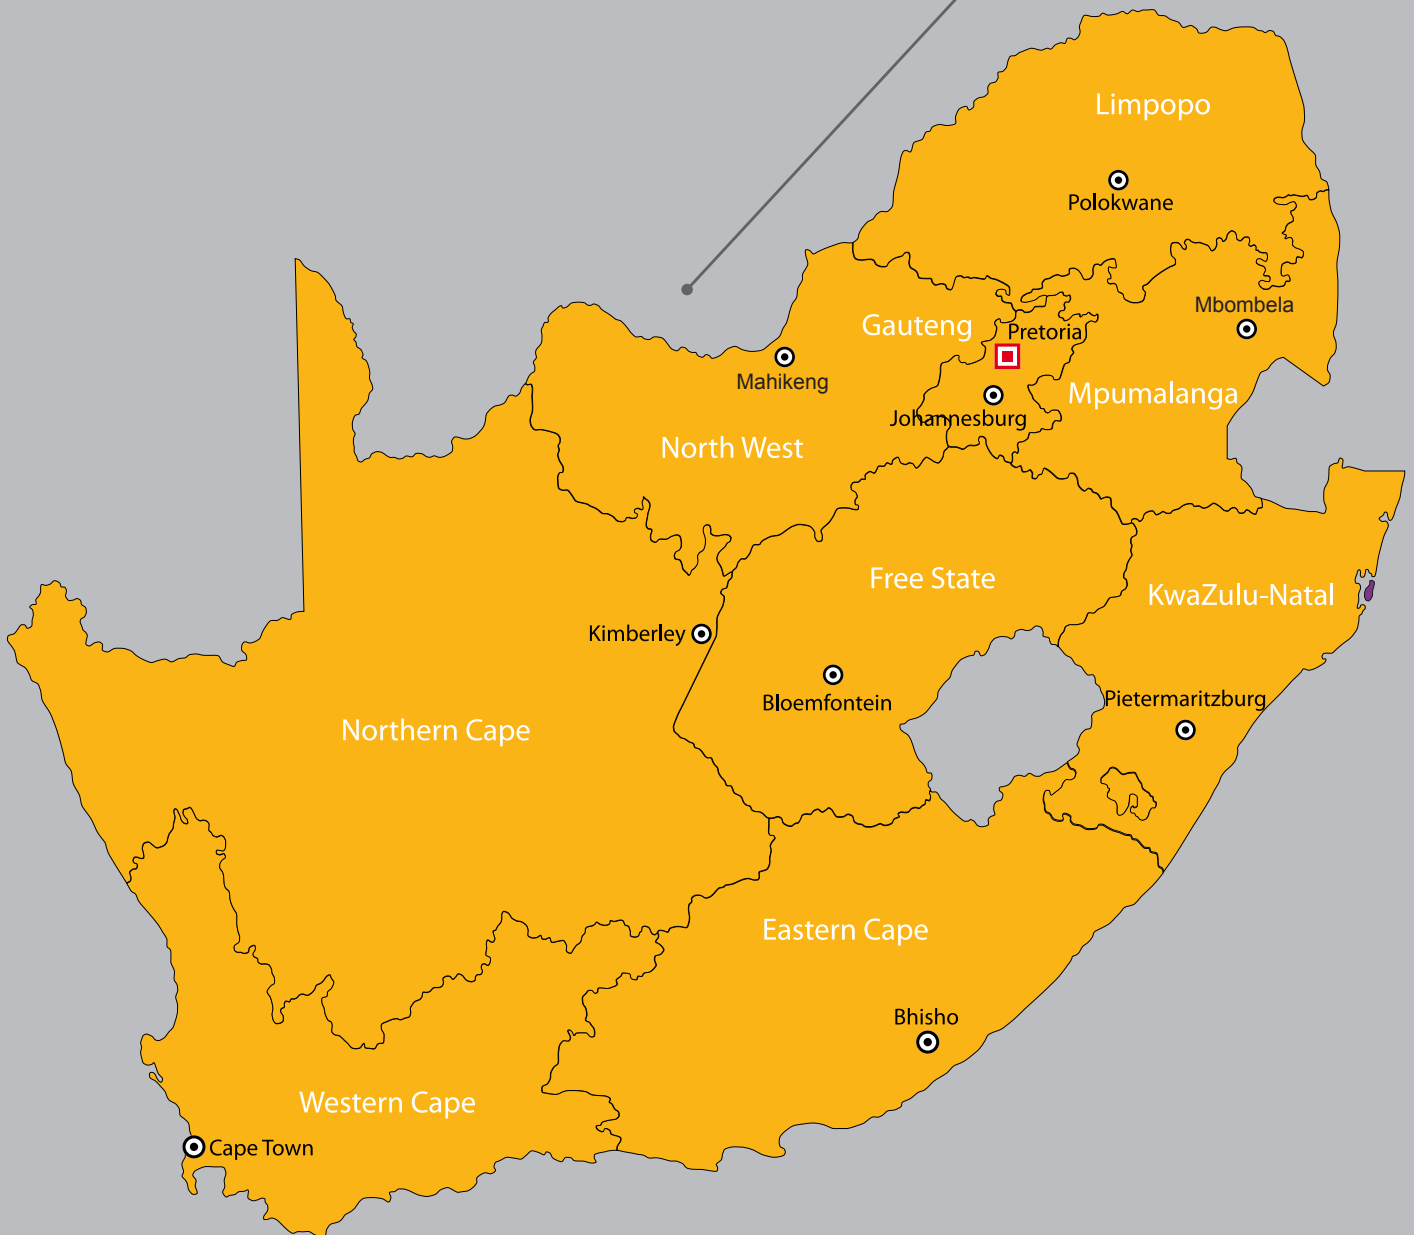 Limpopo
Polokwane
Mbombela
Gauteng
Pretoria
Mahikeng
Mpumalanga
Johannesburg
North West
Free State
KwaZulu-Natal
Kimberley
Bloemfontein
Pietermaritzburg
Northern Cape
Eastern Cape
Bhisho
Western Cape
Cape Town